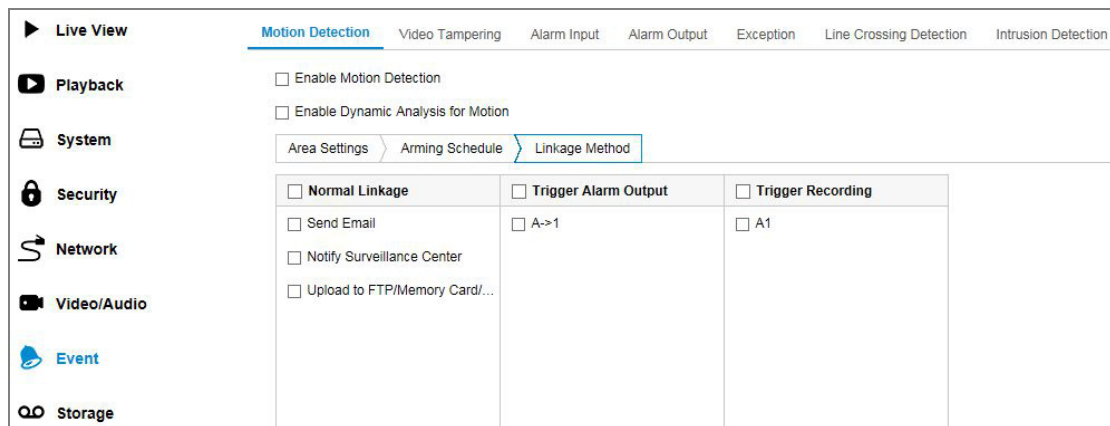 Live View
Playback
System
Security
Network
Video/Audio
Event
Storage
Motion Detection Video Tampering Alarm Input Alarm Output Exception Line Crossing Detection Intrusion Detection
Enable Motion Detection
Enable Dynamic Analysis for Motion
Area Settings Arming Schedule Linkage Method
Normal Linkage Trigger Alarm Output Trigger Recording
Send Email A->1 A1
Notify Surveillance Center
Upload to FTP/Memory Card/...